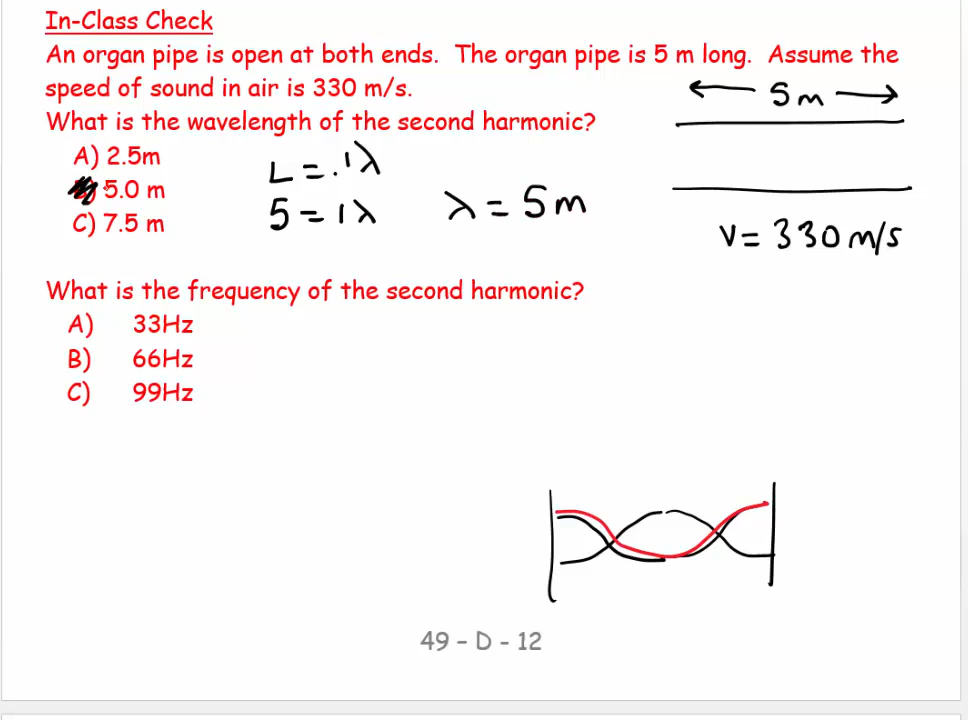 In-Class Check
An organ pipe is open at both ends. The organ pipe is 5 m long. Assume the
speed of sound in air is 330 m/s.
What is the wavelength of the second harmonic?
A) 2.5m
5.0 m
C) 7.5 m
L = .1λ
5 = 1λ
λ = 5m
5m
V = 330 m/s
What is the frequency of the second harmonic?
A) 33Hz
B) 66Hz
C) 99Hz
49 – D - 12